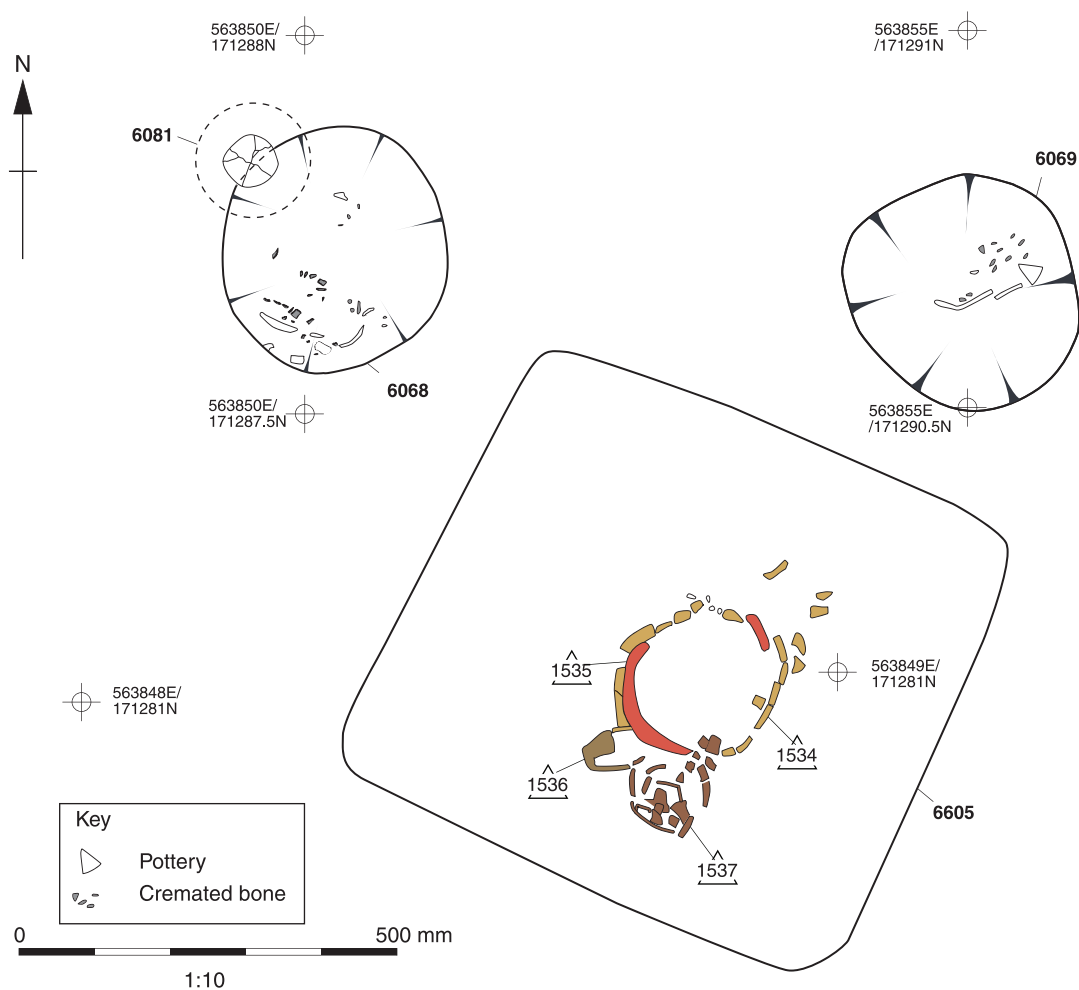 563850E/
171288N
563855E
/171291N
N
6081
6069
6068
563850E/
171287.5N
563855E
/171290.5N
1535
563849E/
171281N
563848E/
171281N
1534
1536
6605
Key
Pottery
Cremated bone
1537
0 500 mm
1:10